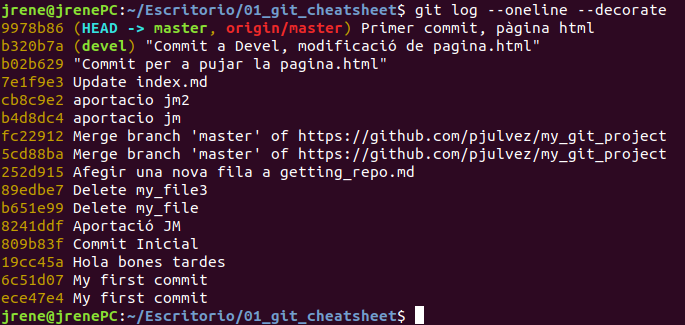 jrene@jrenePC:~/Escritorio/01_git_cheatsheet$ git log --oneline --decorate
9978b86 (HEAD -> master, origin/master) Primer commit, pàgina html
b320b7a (devel) "Commit a Devel, modificació de pagina.html"
b02b629 "Commit per a pujar la pagina.html"
7e1f9e3 Update index.md
cb8c9e2 aportacio jm2
b4d8dc4 aportacio jm
fc22912 Merge branch 'master' of https://github.com/pjulvez/my_git_project
5cd88ba Merge branch 'master' of https://github.com/pjulvez/my_git_project
252d915 Afegir una nova fila a getting_repo.md
89edbe7 Delete my_file3
b651e99 Delete my_file
8241ddf Aportació JM
809b83f Commit Inicial
19cc45a Hola bones tardes
6c51d07 My first commit
ece47e4 My first commit
jrene@jrenePC:~/Escritorio/01_git_cheatsheet$